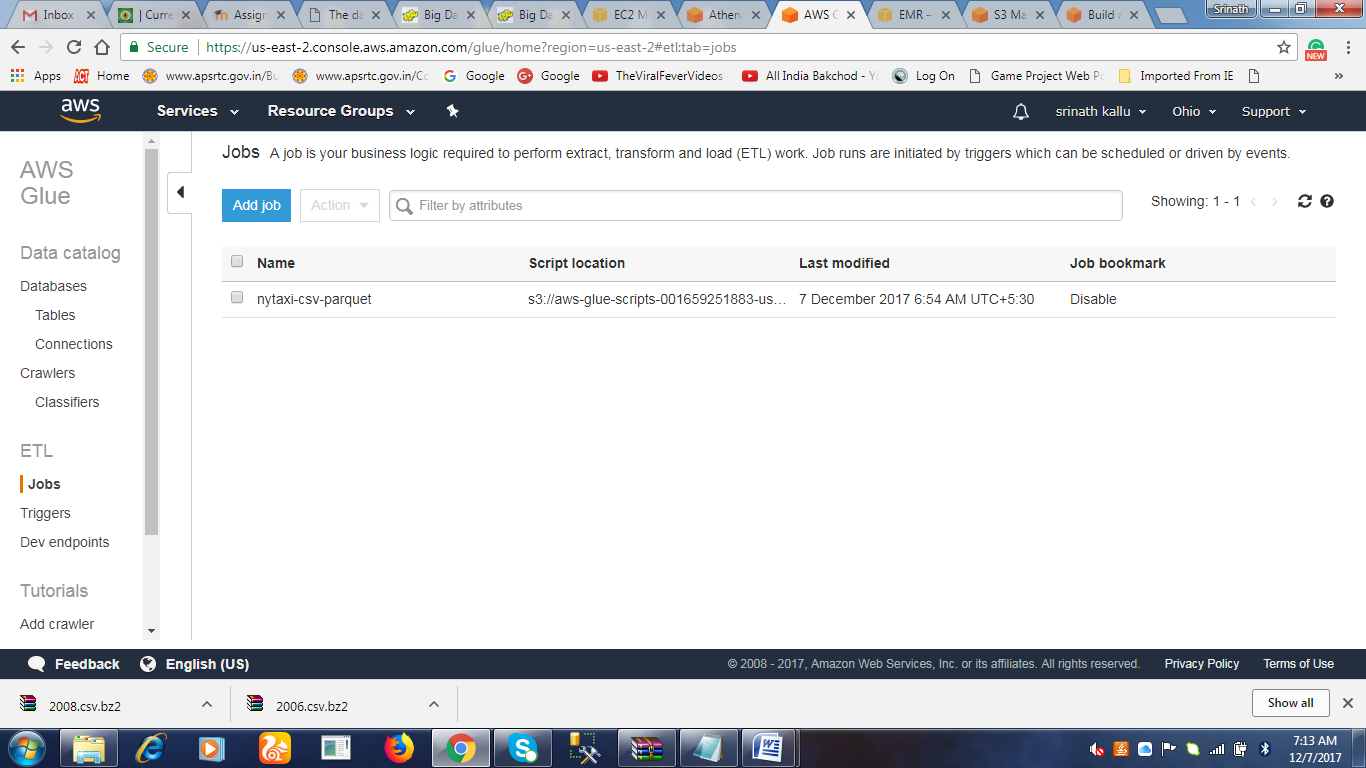 Inbox
| Curre
Assign
The da
Big Da
Big Da
EC2 M
Athena
AWS G
EMR –
S3 Ma
Build a
Srinath
Secure
https://us-east-2.console.aws.amazon.com/glue/home?region=us-east-2#etl:tab=jobs
NEW
Apps
ACT Home
www.apsrtc.gov.in/Bu
www.apsrtc.gov.in/Co
Google
Google
TheViralFeverVideos
All India Bakchod - Yo
Log On
Game Project Web Po
Imported From IE
»
aws
Services
Resource Groups
srinath kallu
Ohio
Support
AWS
Glue
Data catalog
Databases
Tables
Connections
Crawlers
Classifiers
ETL
Jobs
Triggers
Dev endpoints
Tutorials
Add crawler
Jobs A job is your business logic required to perform extract, transform and load (ETL) work. Job runs are initiated by triggers which can be scheduled or driven by events.
Add job
Action
Filter by attributes
Showing: 1 - 1
Name Script location Last modified Job bookmark
nytaxi-csv-parquet s3://aws-glue-scripts-001659251883-us... 7 December 2017 6:54 AM UTC+5:30 Disable
Feedback
English (US)
© 2008 - 2017, Amazon Web Services, Inc. or its affiliates. All rights reserved.
Privacy Policy
Terms of Use
2008.csv.bz2
2006.csv.bz2
Show all
7:13 AM
12/7/2017